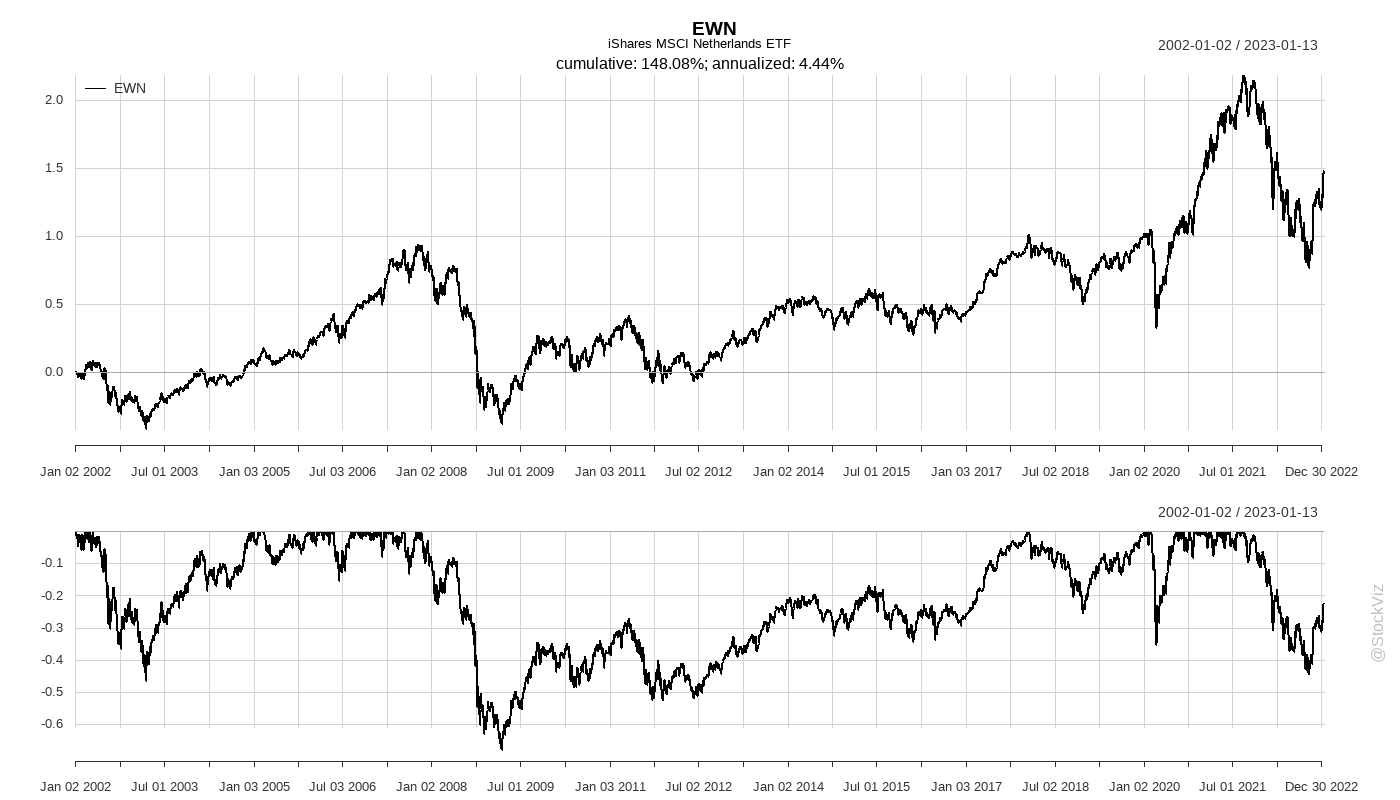 EWN
iShares MSCI Netherlands ETF
2002-01-02 / 2023-01-13
cumulative: 148.08%; annualized: 4.44%
EWN
2.0
1.5
1.0
0.5
0.0
Jan 02 2002 Jul 01 2003 Jan 03 2005 Jul 03 2006 Jan 02 2008 Jul 01 2009 Jan 03 2011 Jul 02 2012 Jan 02 2014 Jul 01 2015 Jan 03 2017 Jul 02 2018 Jan 02 2020 Jul 01 2021 Dec 30 2022
2002-01-02 / 2023-01-13
-0.1
-0.2
-0.3
-0.4
-0.5
-0.6
Jan 02 2002 Jul 01 2003 Jan 03 2005 Jul 03 2006 Jan 02 2008 Jul 01 2009 Jan 03 2011 Jul 02 2012 Jan 02 2014 Jul 01 2015 Jan 03 2017 Jul 02 2018 Jan 02 2020 Jul 01 2021 Dec 30 2022
@StockViz